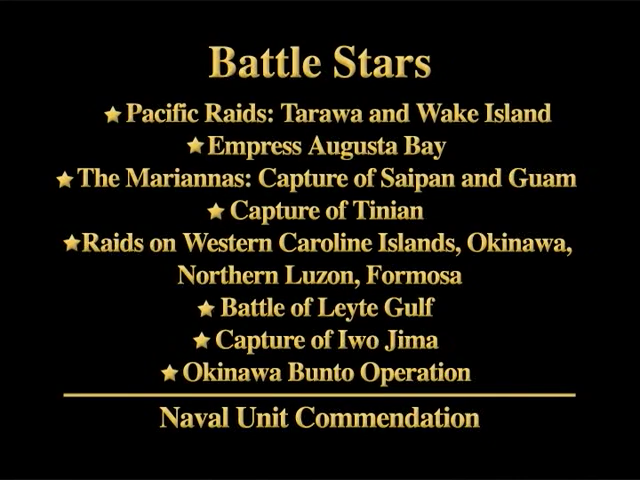 Battle Stars
★Pacific Raids: Tarawa and Wake Island
★Empress Augusta Bay
★The Mariannas: Capture of Saipan and Guam
★Capture of Tinian
★Raids on Western Caroline Islands, Okinawa,
Northern Luzon, Formosa
★Battle of Leyte Gulf
★Capture of Iwo Jima
★Okinawa Bunto Operation
Naval Unit Commendation